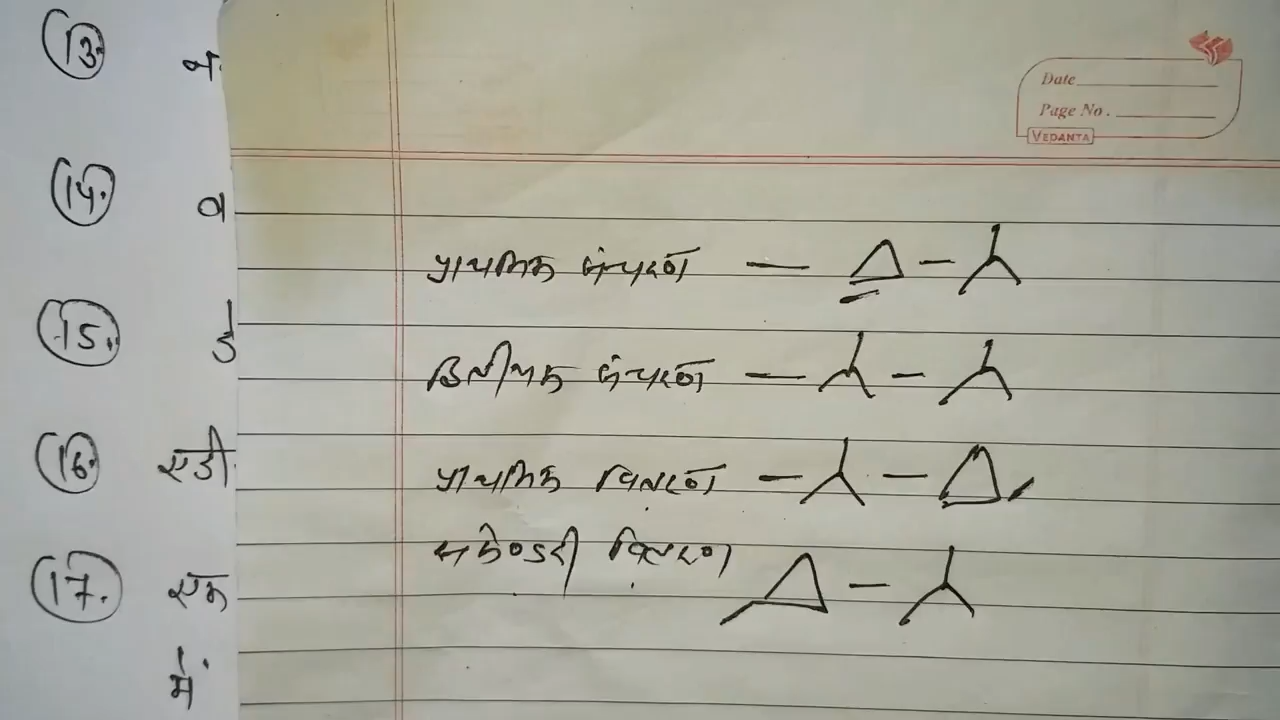 13.
म.
Date
Page No.
VEDANTA
14.
व
प्राथमिक संचरण — Δ – Y
15.
द्वितीयक संचरण — Y – Y
16.
एडी.
प्राथमिक वितरण — Y – Δ
सेकेण्डरी वितरण Δ – Y
17.
एक
में.